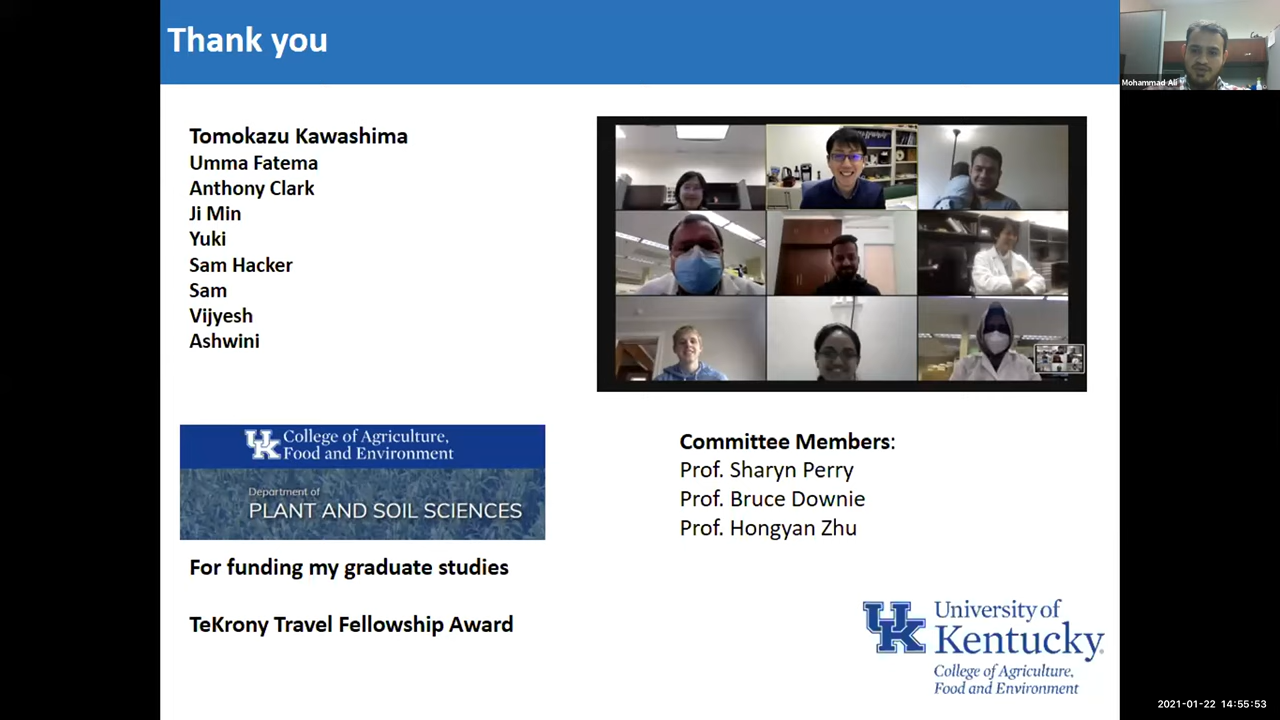 Thank you
Mohammad Ali
Tomokazu Kawashima
Umma Fatema
Anthony Clark
Ji Min
Yuki
Sam Hacker
Sam
Vijyesh
Ashwini
UK College of Agriculture,
Food and Environment
Department of
PLANT AND SOIL SCIENCES
For funding my graduate studies
TeKrony Travel Fellowship Award
Committee Members:
Prof. Sharyn Perry
Prof. Bruce Downie
Prof. Hongyan Zhu
UK University of
Kentucky
College of Agriculture,
Food and Environment
2021-01-22 14:55:53